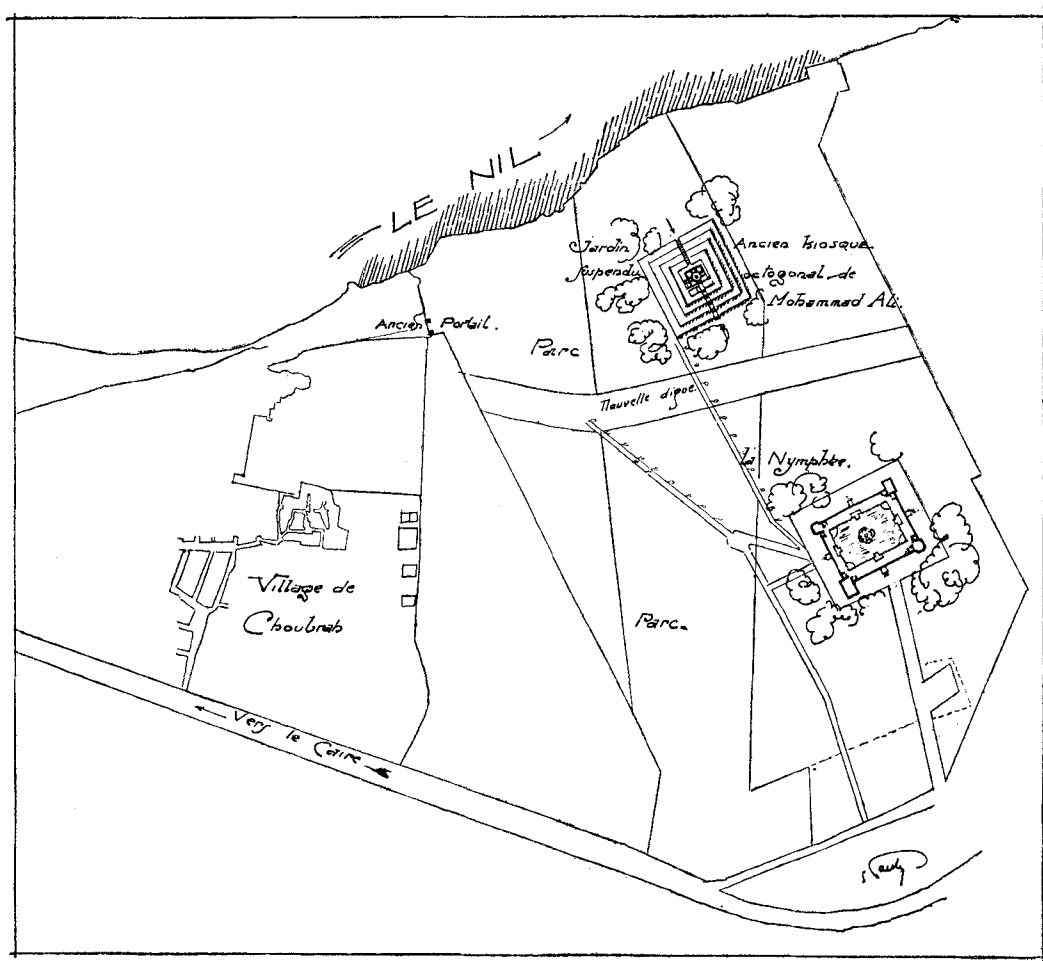 LE NIL
Jardin
suspendu
Ancien Kiosque
octogonal de
Mohammad Ali.
Ancien Portail.
Parc
Nouvelle digue
La Nymphée.
Village de
Choubrah
Parc
Vers le Caire